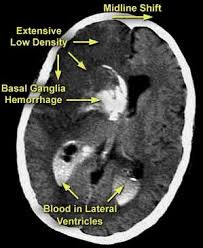 Midline Shift
Extensive
Low Density
Basal Ganglia
Hemorrhage
Blood in Lateral
Ventricles